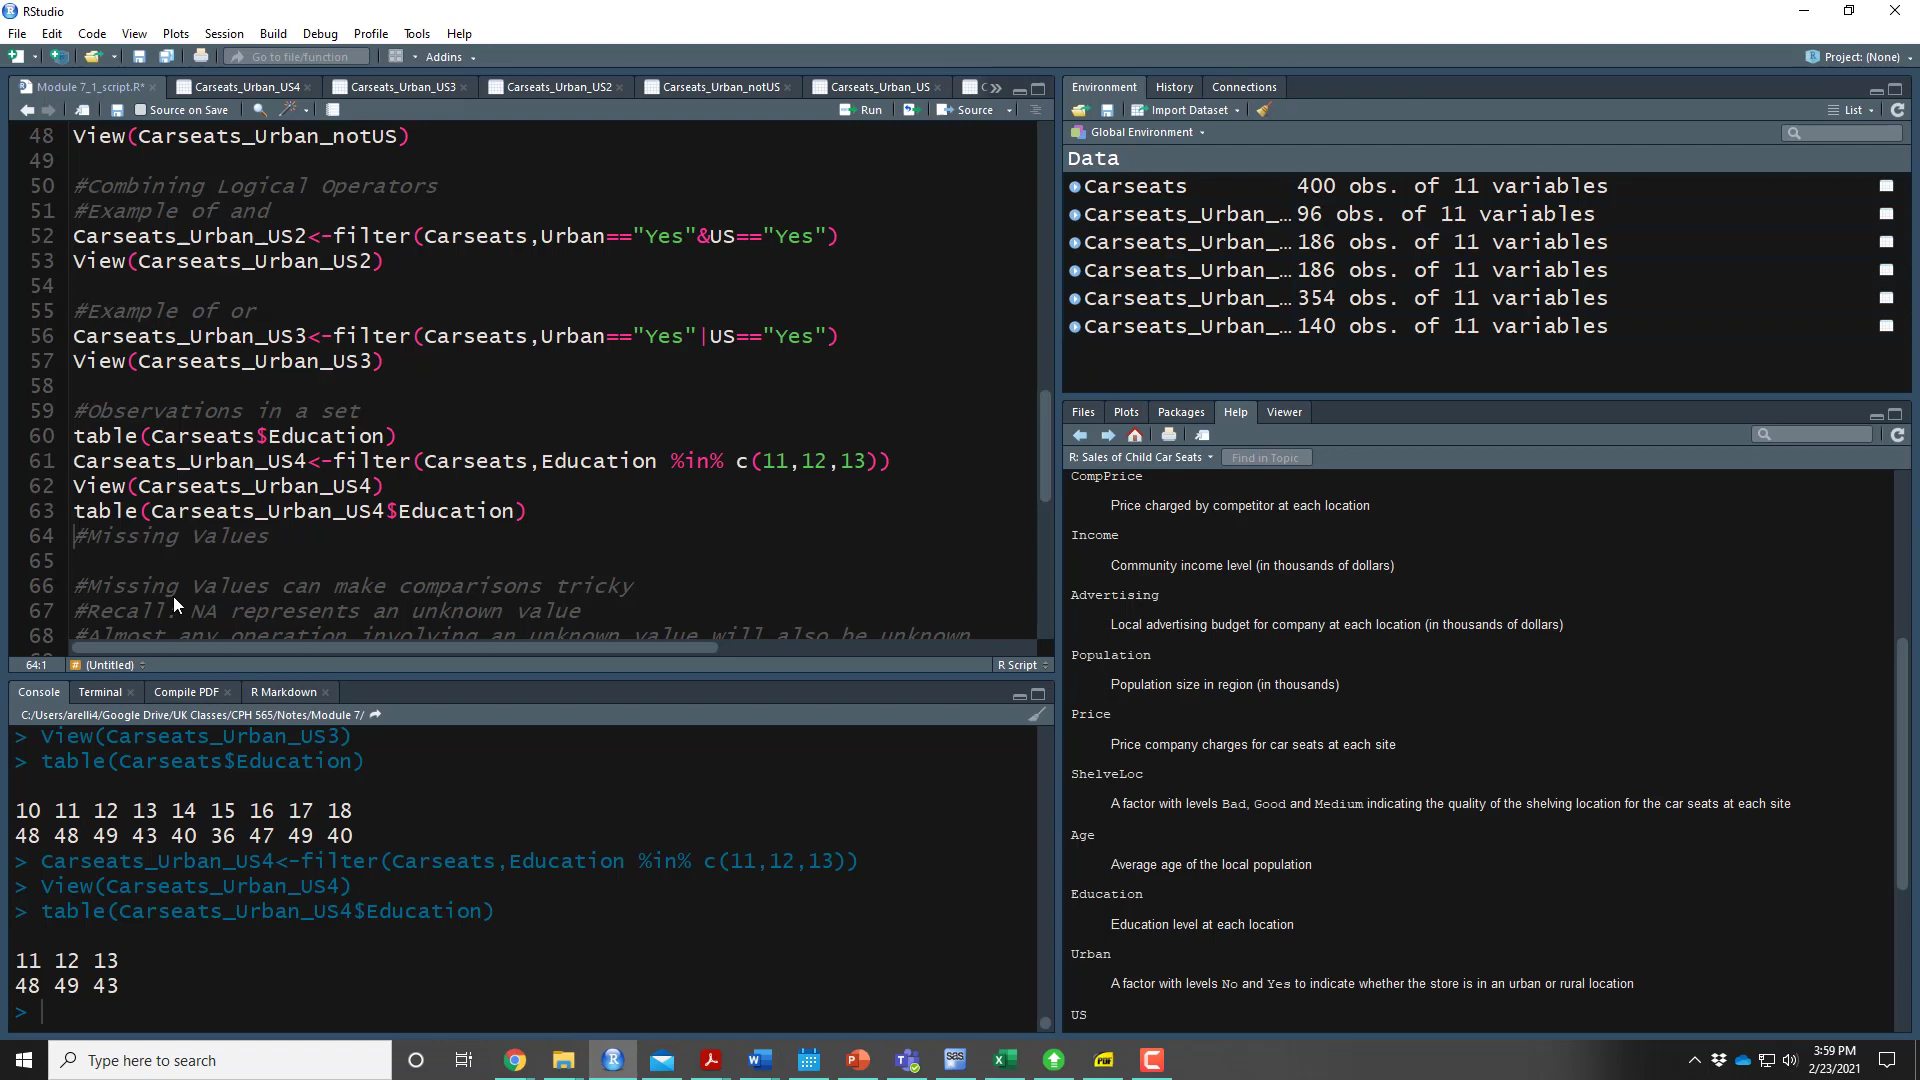 RStudio
File Edit Code View Plots Session Build Debug Profile Tools Help
Go to file/function Addins Project: (None)
Module 7_1_script.R* Carseats_Urban_US4 Carseats_Urban_US3 Carseats_Urban_US2 Carseats_Urban_notUS Carseats_Urban_US
Source on Save Run Source
48 View(Carseats_Urban_notUS)
49
50 #Combining Logical Operators
51 #Example of and
52 Carseats_Urban_US2<-filter(Carseats,Urban=="Yes"&US=="Yes")
53 View(Carseats_Urban_US2)
54
55 #Example of or
56 Carseats_Urban_US3<-filter(Carseats,Urban=="Yes"|US=="Yes")
57 View(Carseats_Urban_US3)
58
59 #Observations in a set
60 table(Carseats$Education)
61 Carseats_Urban_US4<-filter(Carseats,Education %in% c(11,12,13))
62 View(Carseats_Urban_US4)
63 table(Carseats_Urban_US4$Education)
64 #Missing Values
65
66 #Missing Values can make comparisons tricky
67 #Recall: NA represents an unknown value
68 #Almost any operation involving an unknown value will also be unknown
64:1 (Untitled) R Script
Console Terminal Compile PDF R Markdown
C:/Users/arelli4/Google Drive/UK Classes/CPH 565/Notes/Module 7/
> View(Carseats_Urban_US3)
> table(Carseats$Education)
10 11 12 13 14 15 16 17 18
48 48 49 43 40 36 47 49 40
> Carseats_Urban_US4<-filter(Carseats,Education %in% c(11,12,13))
> View(Carseats_Urban_US4)
> table(Carseats_Urban_US4$Education)
11 12 13
48 49 43
>
Environment History Connections
Import Dataset List
Global Environment
Data
Carseats 400 obs. of 11 variables
Carseats_Urban_… 96 obs. of 11 variables
Carseats_Urban_… 186 obs. of 11 variables
Carseats_Urban_… 186 obs. of 11 variables
Carseats_Urban_… 354 obs. of 11 variables
Carseats_Urban_… 140 obs. of 11 variables
Files Plots Packages Help Viewer
R: Sales of Child Car Seats Find in Topic
CompPrice
Price charged by competitor at each location
Income
Community income level (in thousands of dollars)
Advertising
Local advertising budget for company at each location (in thousands of dollars)
Population
Population size in region (in thousands)
Price
Price company charges for car seats at each site
ShelveLoc
A factor with levels Bad, Good and Medium indicating the quality of the shelving location for the car seats at each site
Age
Average age of the local population
Education
Education level at each location
Urban
A factor with levels No and Yes to indicate whether the store is in an urban or rural location
US
Type here to search
3:59 PM
2/23/2021